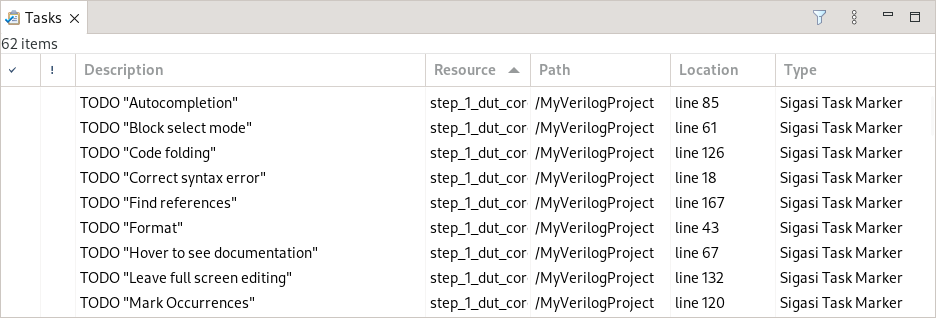 Tasks
62 items
! Description Resource Path Location Type
TODO "Autocompletion" step_1_dut_cor /MyVerilogProject line 85 Sigasi Task Marker
TODO "Block select mode" step_1_dut_cor /MyVerilogProject line 61 Sigasi Task Marker
TODO "Code folding" step_1_dut_cor /MyVerilogProject line 126 Sigasi Task Marker
TODO "Correct syntax error" step_1_dut_cor /MyVerilogProject line 18 Sigasi Task Marker
TODO "Find references" step_1_dut_cor /MyVerilogProject line 167 Sigasi Task Marker
TODO "Format" step_1_dut_cor /MyVerilogProject line 43 Sigasi Task Marker
TODO "Hover to see documentation" step_1_dut_cor /MyVerilogProject line 67 Sigasi Task Marker
TODO "Leave full screen editing" step_1_dut_cor /MyVerilogProject line 132 Sigasi Task Marker
TODO "Mark Occurrences" step_1_dut_cor /MyVerilogProject line 120 Sigasi Task Marker